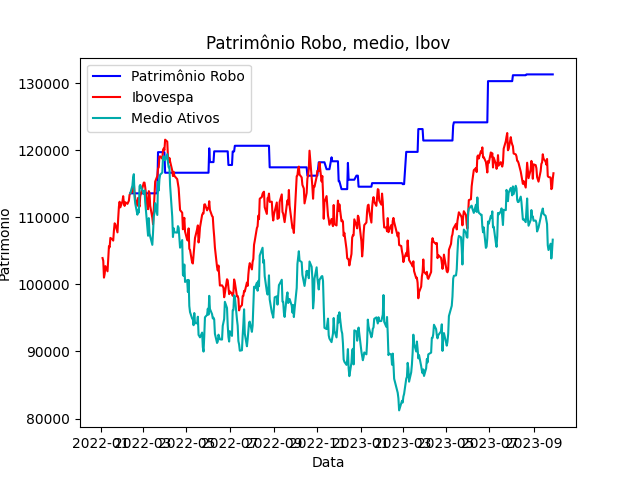 Patrimônio Robo, medio, Ibov
Patrimônio Robo
Ibovespa
Medio Ativos
130000
120000
110000
100000
90000
80000
Patrimonio
2022-01 2022-03 2022-05 2022-07 2022-09 2022-11 2023-01 2023-03 2023-05 2023-07 2023-09
Data